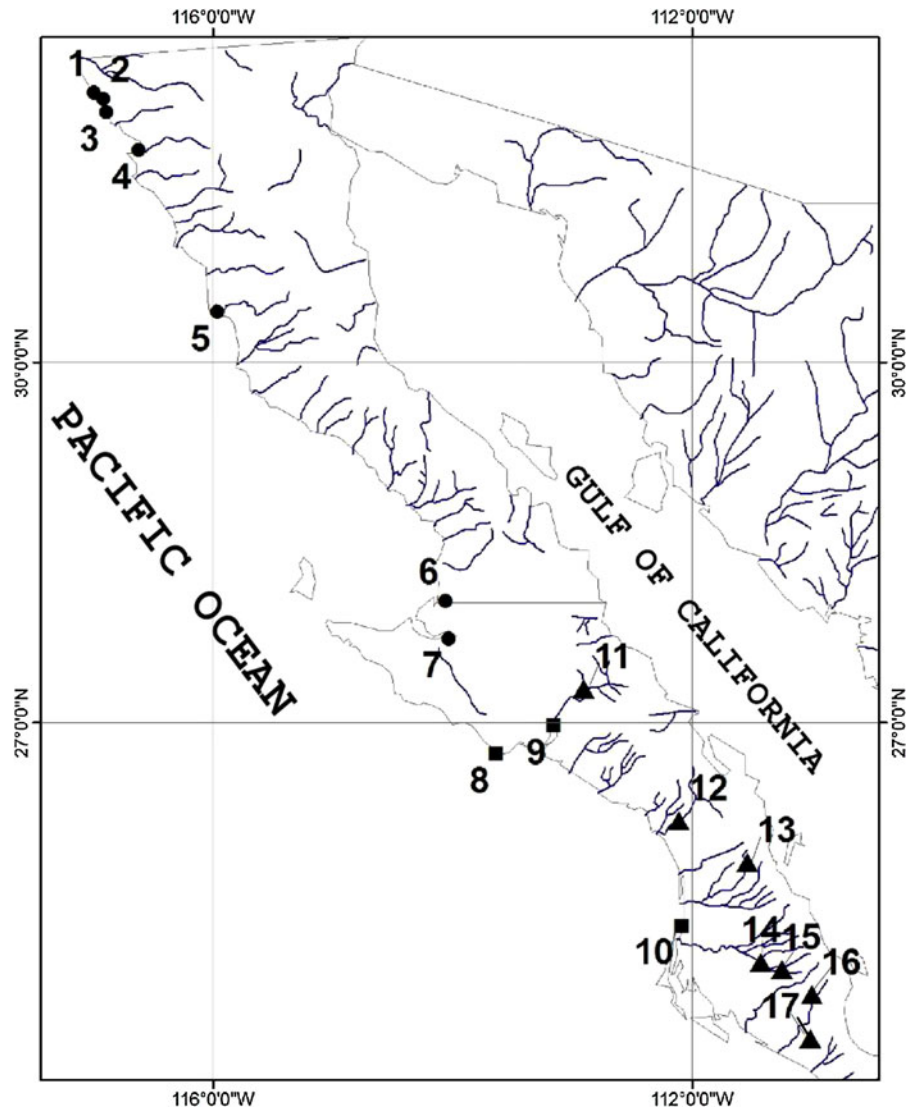 116°0'0"W 112°0'0"W
1 2
3
4
5
30°0'0"N 30°0'0"N
PACIFIC OCEAN
GULF OF CALIFORNIA
6
7
11
27°0'0"N 27°0'0"N
8 9
12
13
10 14 15 16
17
116°0'0"W 112°0'0"W